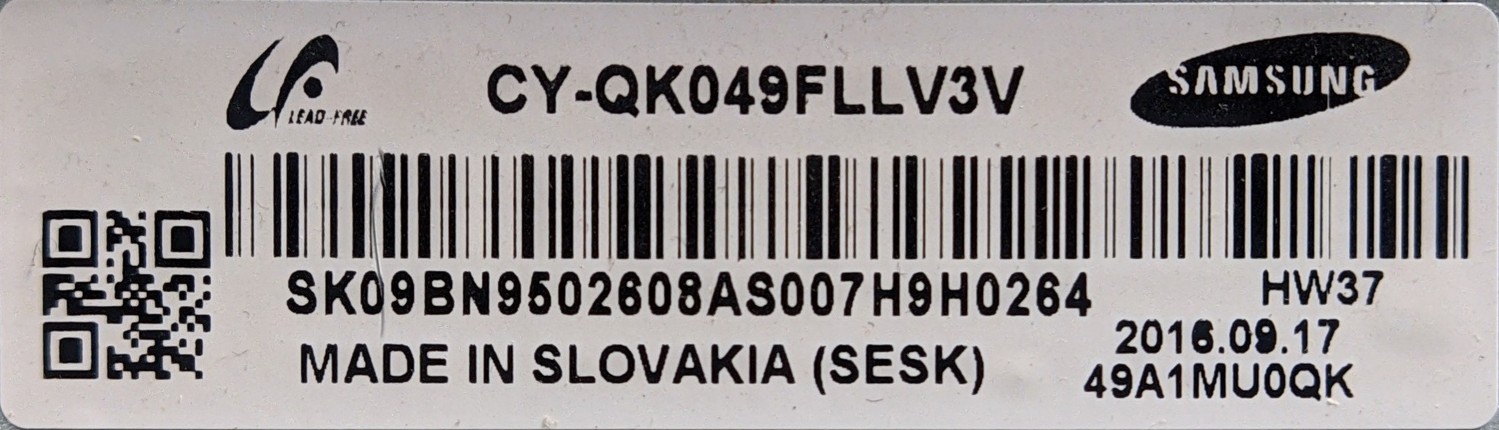 LEAD-FREE
CY-QK049FLLV3V
SAMSUNG
SK09BN9502608AS007H9H0264
HW37
2016.09.17
MADE IN SLOVAKIA (SESK)
49A1MU0QK